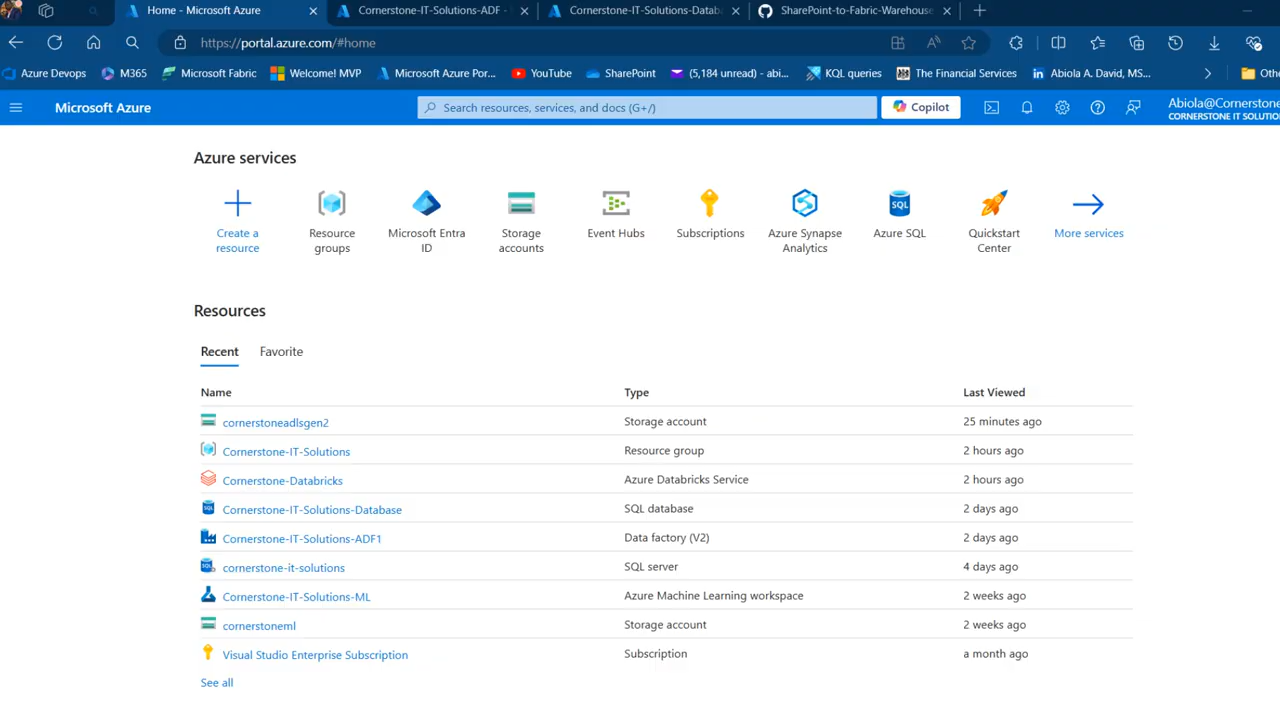 Home - Microsoft Azure
Cornerstone-IT-Solutions-ADF -
Cornerstone-IT-Solutions-Datab
SharePoint-to-Fabric-Warehouse
https://portal.azure.com/#home
Azure Devops
M365
Microsoft Fabric
Welcome! MVP
Microsoft Azure Por...
YouTube
SharePoint
(5,184 unread) - abi...
KQL queries
The Financial Services
Abiola A. David, MS...
Othe
Microsoft Azure
Search resources, services, and docs (G+/)
Copilot
Abiola@Cornerstone
CORNERSTONE IT SOLUTION
Azure services
Create a resource
Resource groups
Microsoft Entra ID
Storage accounts
Event Hubs
Subscriptions
Azure Synapse Analytics
SQL
Azure SQL
Quickstart Center
More services
Resources
Recent Favorite
Name Type Last Viewed
cornerstoneadlsgen2 Storage account 25 minutes ago
Cornerstone-IT-Solutions Resource group 2 hours ago
Cornerstone-Databricks Azure Databricks Service 2 hours ago
Cornerstone-IT-Solutions-Database SQL database 2 days ago
Cornerstone-IT-Solutions-ADF1 Data factory (V2) 2 days ago
cornerstone-it-solutions SQL server 4 days ago
Cornerstone-IT-Solutions-ML Azure Machine Learning workspace 2 weeks ago
cornerstoneml Storage account 2 weeks ago
Visual Studio Enterprise Subscription Subscription a month ago
See all